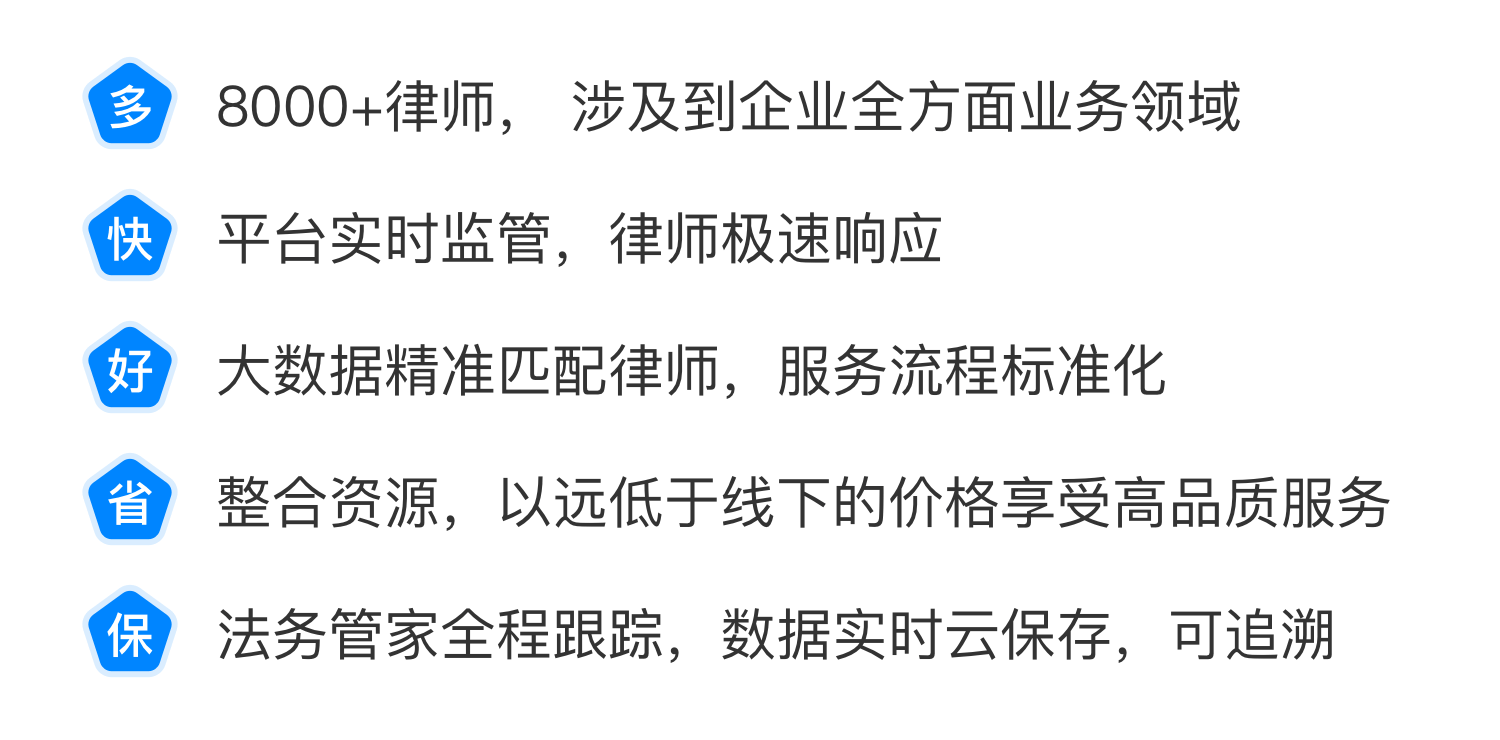 多 8000+律师， 涉及到企业全方面业务领域
快 平台实时监管，律师极速响应
好 大数据精准匹配律师，服务流程标准化
省 整合资源，以远低于线下的价格享受高品质服务
保 法务管家全程跟踪，数据实时云保存，可追溯